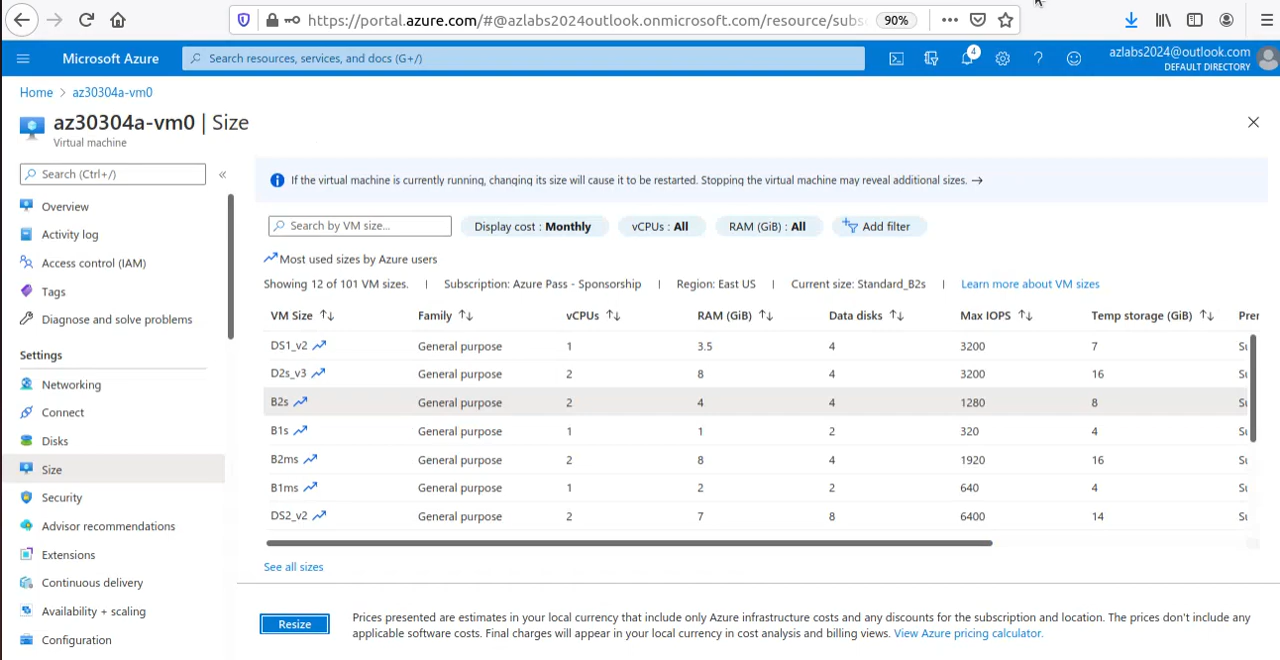 https://portal.azure.com/#@azlabs2024outlook.onmicrosoft.com/resource/subs
90%
Microsoft Azure
Search resources, services, and docs (G+/)
4
azlabs2024@outlook.com
DEFAULT DIRECTORY
Home > az30304a-vm0
az30304a-vm0 | Size
Virtual machine
Search (Ctrl+/)
Overview
Activity log
Access control (IAM)
Tags
Diagnose and solve problems
Settings
Networking
Connect
Disks
Size
Security
Advisor recommendations
Extensions
Continuous delivery
Availability + scaling
Configuration
If the virtual machine is currently running, changing its size will cause it to be restarted. Stopping the virtual machine may reveal additional sizes. →
Search by VM size...
Display cost : Monthly
vCPUs : All
RAM (GiB) : All
Add filter
Most used sizes by Azure users
Showing 12 of 101 VM sizes. | Subscription: Azure Pass - Sponsorship | Region: East US | Current size: Standard_B2s | Learn more about VM sizes
VM Size ↑↓ Family ↑↓ vCPUs ↑↓ RAM (GiB) ↑↓ Data disks ↑↓ Max IOPS ↑↓ Temp storage (GiB) ↑↓ Prer
DS1_v2 General purpose 1 3.5 4 3200 7 Su
D2s_v3 General purpose 2 8 4 3200 16 Su
B2s General purpose 2 4 4 1280 8 Su
B1s General purpose 1 1 2 320 4 Su
B2ms General purpose 2 8 4 1920 16 Su
B1ms General purpose 1 2 2 640 4 Su
DS2_v2 General purpose 2 7 8 6400 14 Su
See all sizes
Resize
Prices presented are estimates in your local currency that include only Azure infrastructure costs and any discounts for the subscription and location. The prices don't include any
applicable software costs. Final charges will appear in your local currency in cost analysis and billing views. View Azure pricing calculator.